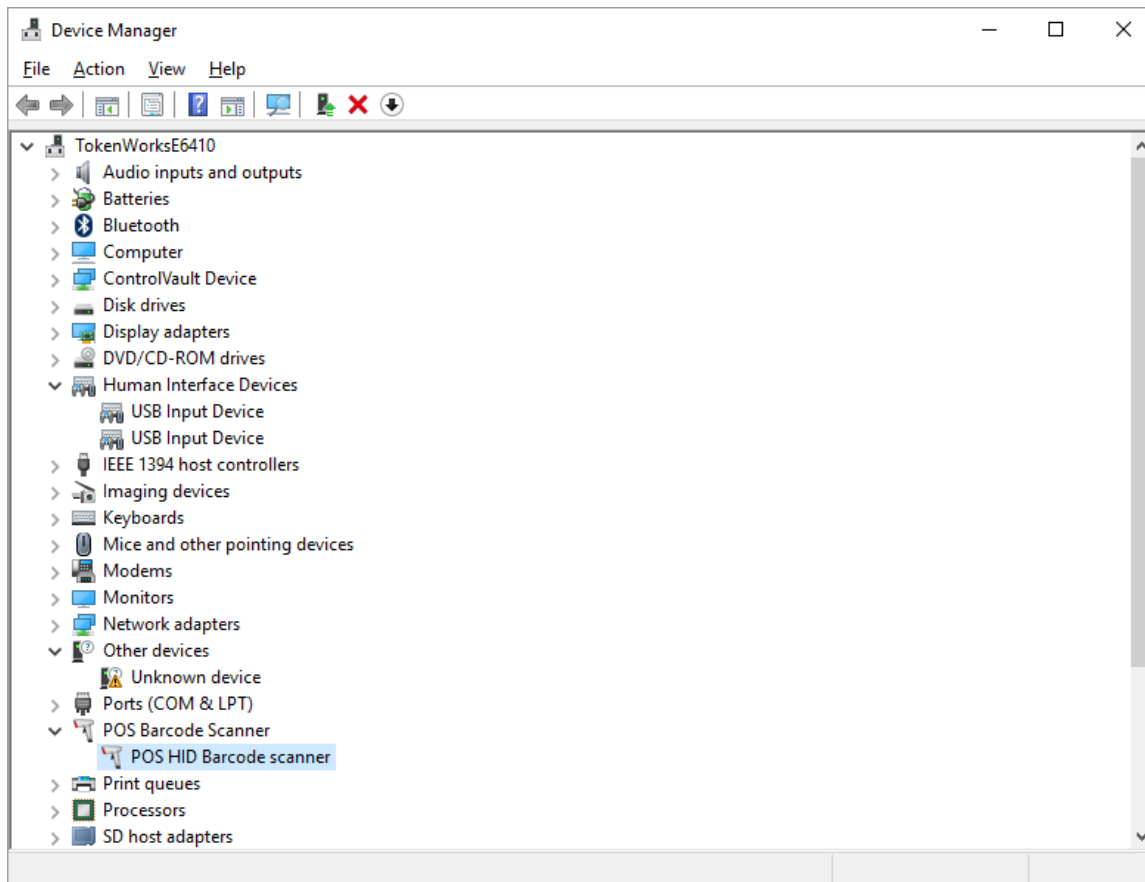 Device Manager
File Action View Help
TokenWorksE6410
Audio inputs and outputs
Batteries
Bluetooth
Computer
ControlVault Device
Disk drives
Display adapters
DVD/CD-ROM drives
Human Interface Devices
USB Input Device
USB Input Device
IEEE 1394 host controllers
Imaging devices
Keyboards
Mice and other pointing devices
Modems
Monitors
Network adapters
Other devices
Unknown device
Ports (COM & LPT)
POS Barcode Scanner
POS HID Barcode scanner
Print queues
Processors
SD host adapters